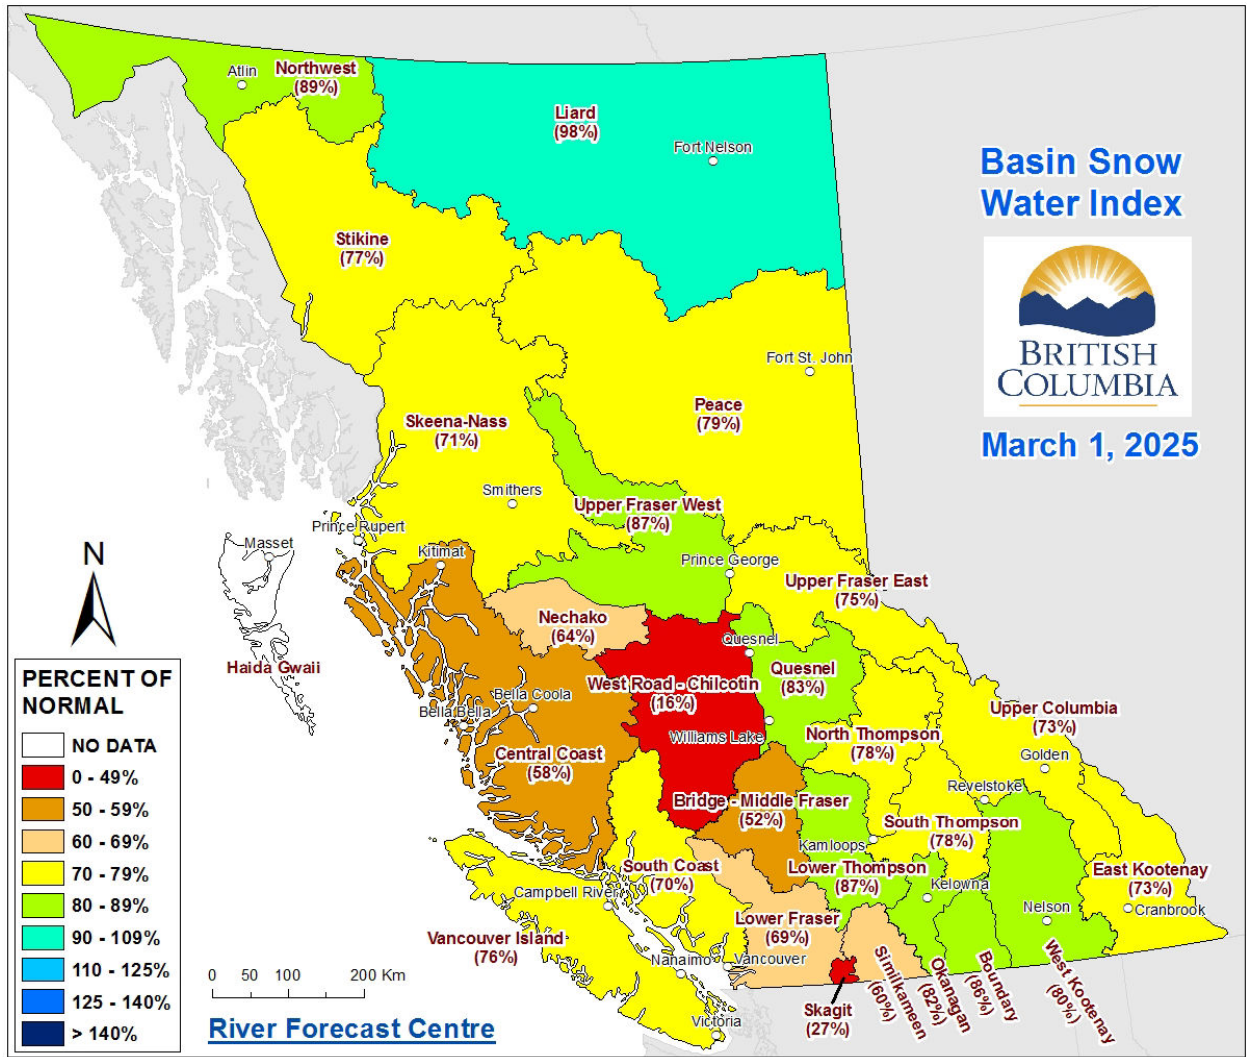 Atlin
Northwest
(89%)
Liard
(98%)
Fort Nelson
Basin Snow
Water Index
BRITISH
COLUMBIA
March 1, 2025
Stikine
(77%)
Fort St. John
Peace
(79%)
Skeena-Nass
(71%)
Smithers
Upper Fraser West
(87%)
Prince Rupert
Masset
Kitimat
Prince George
Upper Fraser East
(75%)
N
Nechako
(64%)
Quesnel
Quesnel
(83%)
Haida Gwaii
West Road - Chilcotin
(16%)
Bella Coola
Bella Bella
Williams Lake
Central Coast
(58%)
North Thompson
(78%)
Upper Columbia
(73%)
Golden
Revelstoke
Bridge - Middle Fraser
(52%)
South Thompson
(78%)
Kamloops
Lower Thompson
(87%)
Kelowna
East Kootenay
(73%)
Cranbrook
Nelson
South Coast
(70%)
Campbell River
Lower Fraser
(69%)
Vancouver Island
(76%)
Nanaimo
Vancouver
Victoria
Skagit
(27%)
Similkameen
(60%)
Okanagan
(82%)
Boundary
(86%)
West Kootenay
(80%)
PERCENT OF
NORMAL
NO DATA
0 - 49%
50 - 59%
60 - 69%
70 - 79%
80 - 89%
90 - 109%
110 - 125%
125 - 140%
> 140%
0 50 100 200 Km
River Forecast Centre